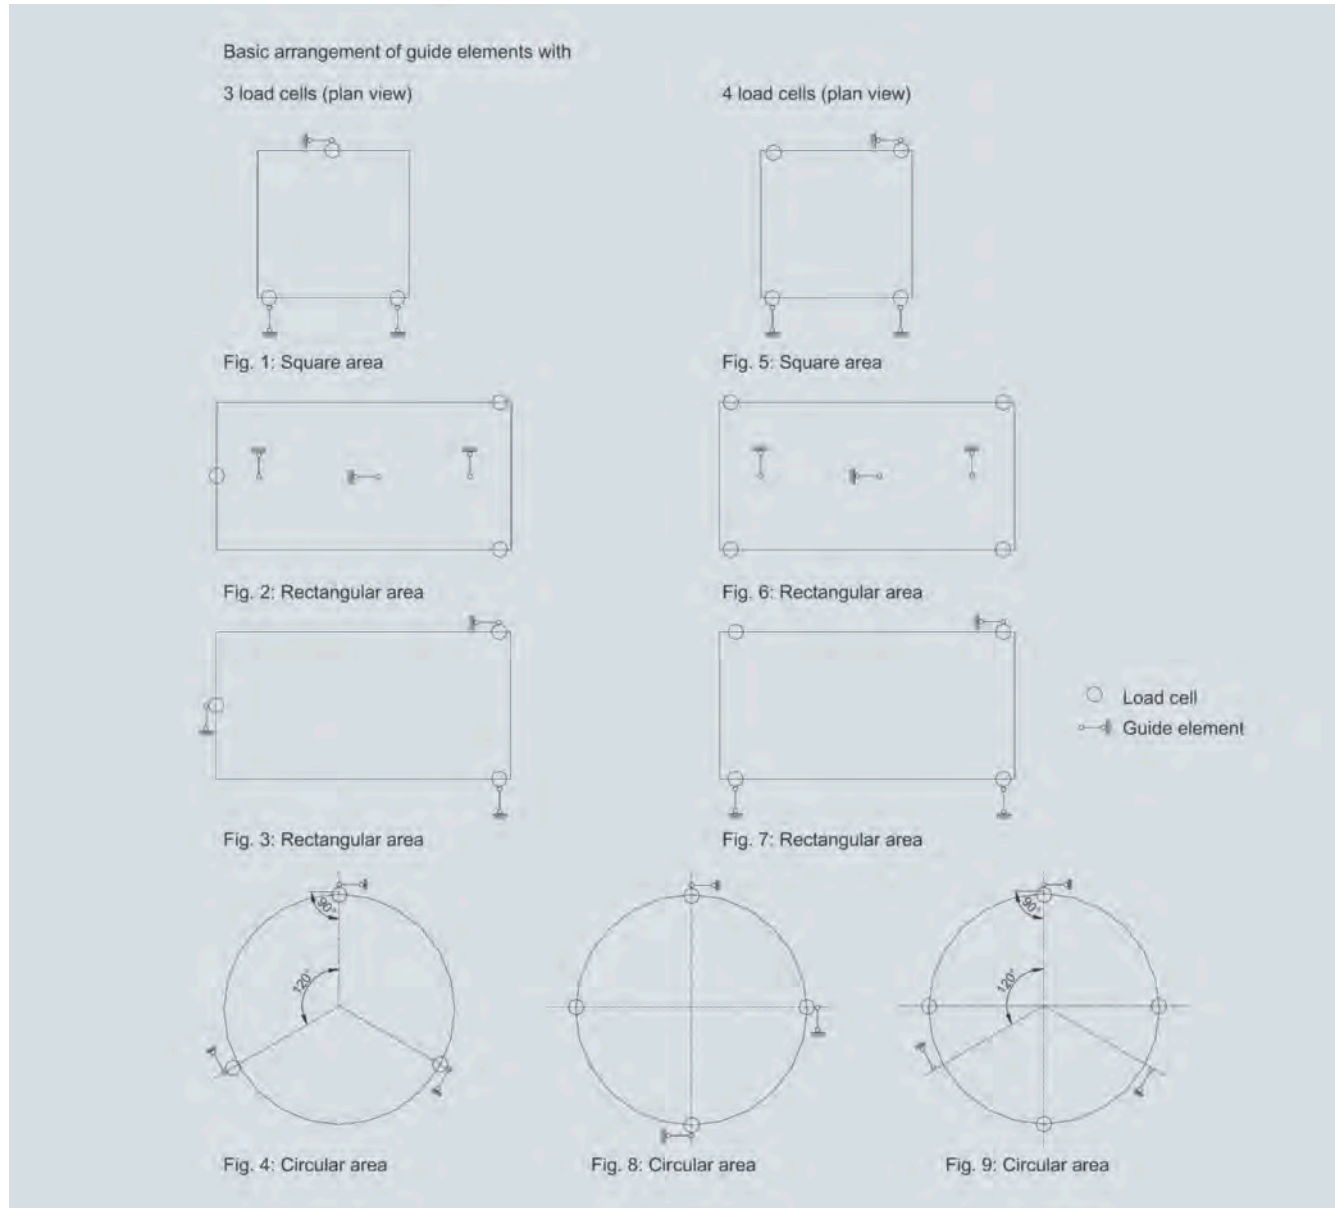 Basic arrangement of guide elements with
3 load cells (plan view)
4 load cells (plan view)
Fig. 1: Square area
Fig. 5: Square area
Fig. 2: Rectangular area
Fig. 6: Rectangular area
Fig. 3: Rectangular area
Fig. 7: Rectangular area
Load cell
Guide element
90°
120°
90°
120°
Fig. 4: Circular area
Fig. 8: Circular area
Fig. 9: Circular area